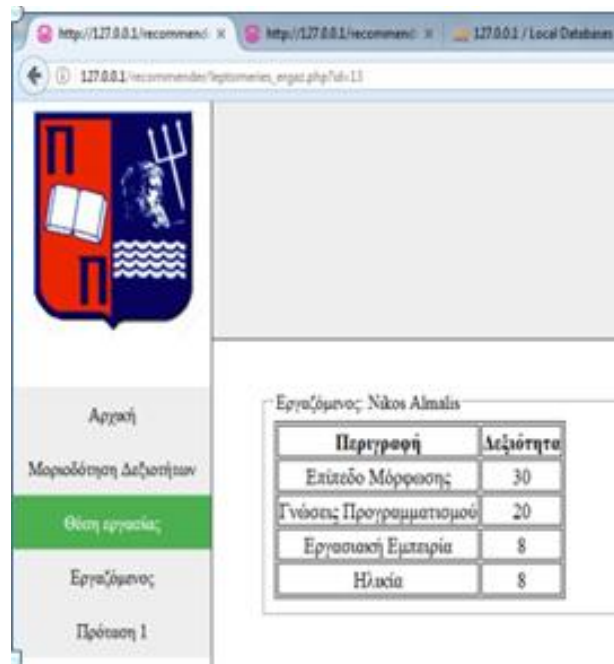 http://127.0.0.1/recommend
http://127.0.0.1/recommend
127.0.0.1 / Local Databases
127.0.0.1/recommender/leptomeries_ergaz.php?id=13
Π
Π
Αρχική
Μοριοδότηση Δεξιοτήτων
Θέση εργασίας
Εργαζόμενος
Πρόταση 1
Εργαζόμενος: Nikos Almalis
Περιγραφή Δεξιότητα
Επίπεδο Μόρφωσης 30
Γνώσεις Προγραμματισμού 20
Εργασιακή Εμπειρία 8
Ηλικία 8